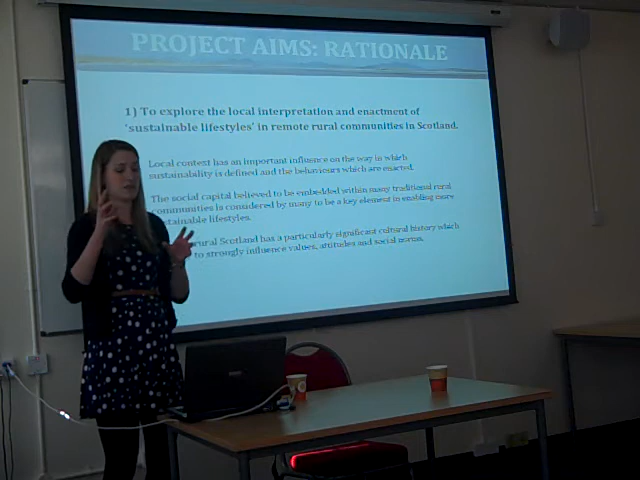 PROJECT AIMS: RATIONALE
1) To explore the local interpretation and enactment of
'sustainable lifestyles' in remote rural communities in Scotland.
Local context has an important influence on the way in which
sustainability is defined and the behaviours which are enacted.
The social capital believed to be embedded within many traditional rural
communities is considered by many to be a key element in enabling more
stainable lifestyles.
rural Scotland has a particularly significant cultural history which
to strongly influence values, attitudes and social norms.